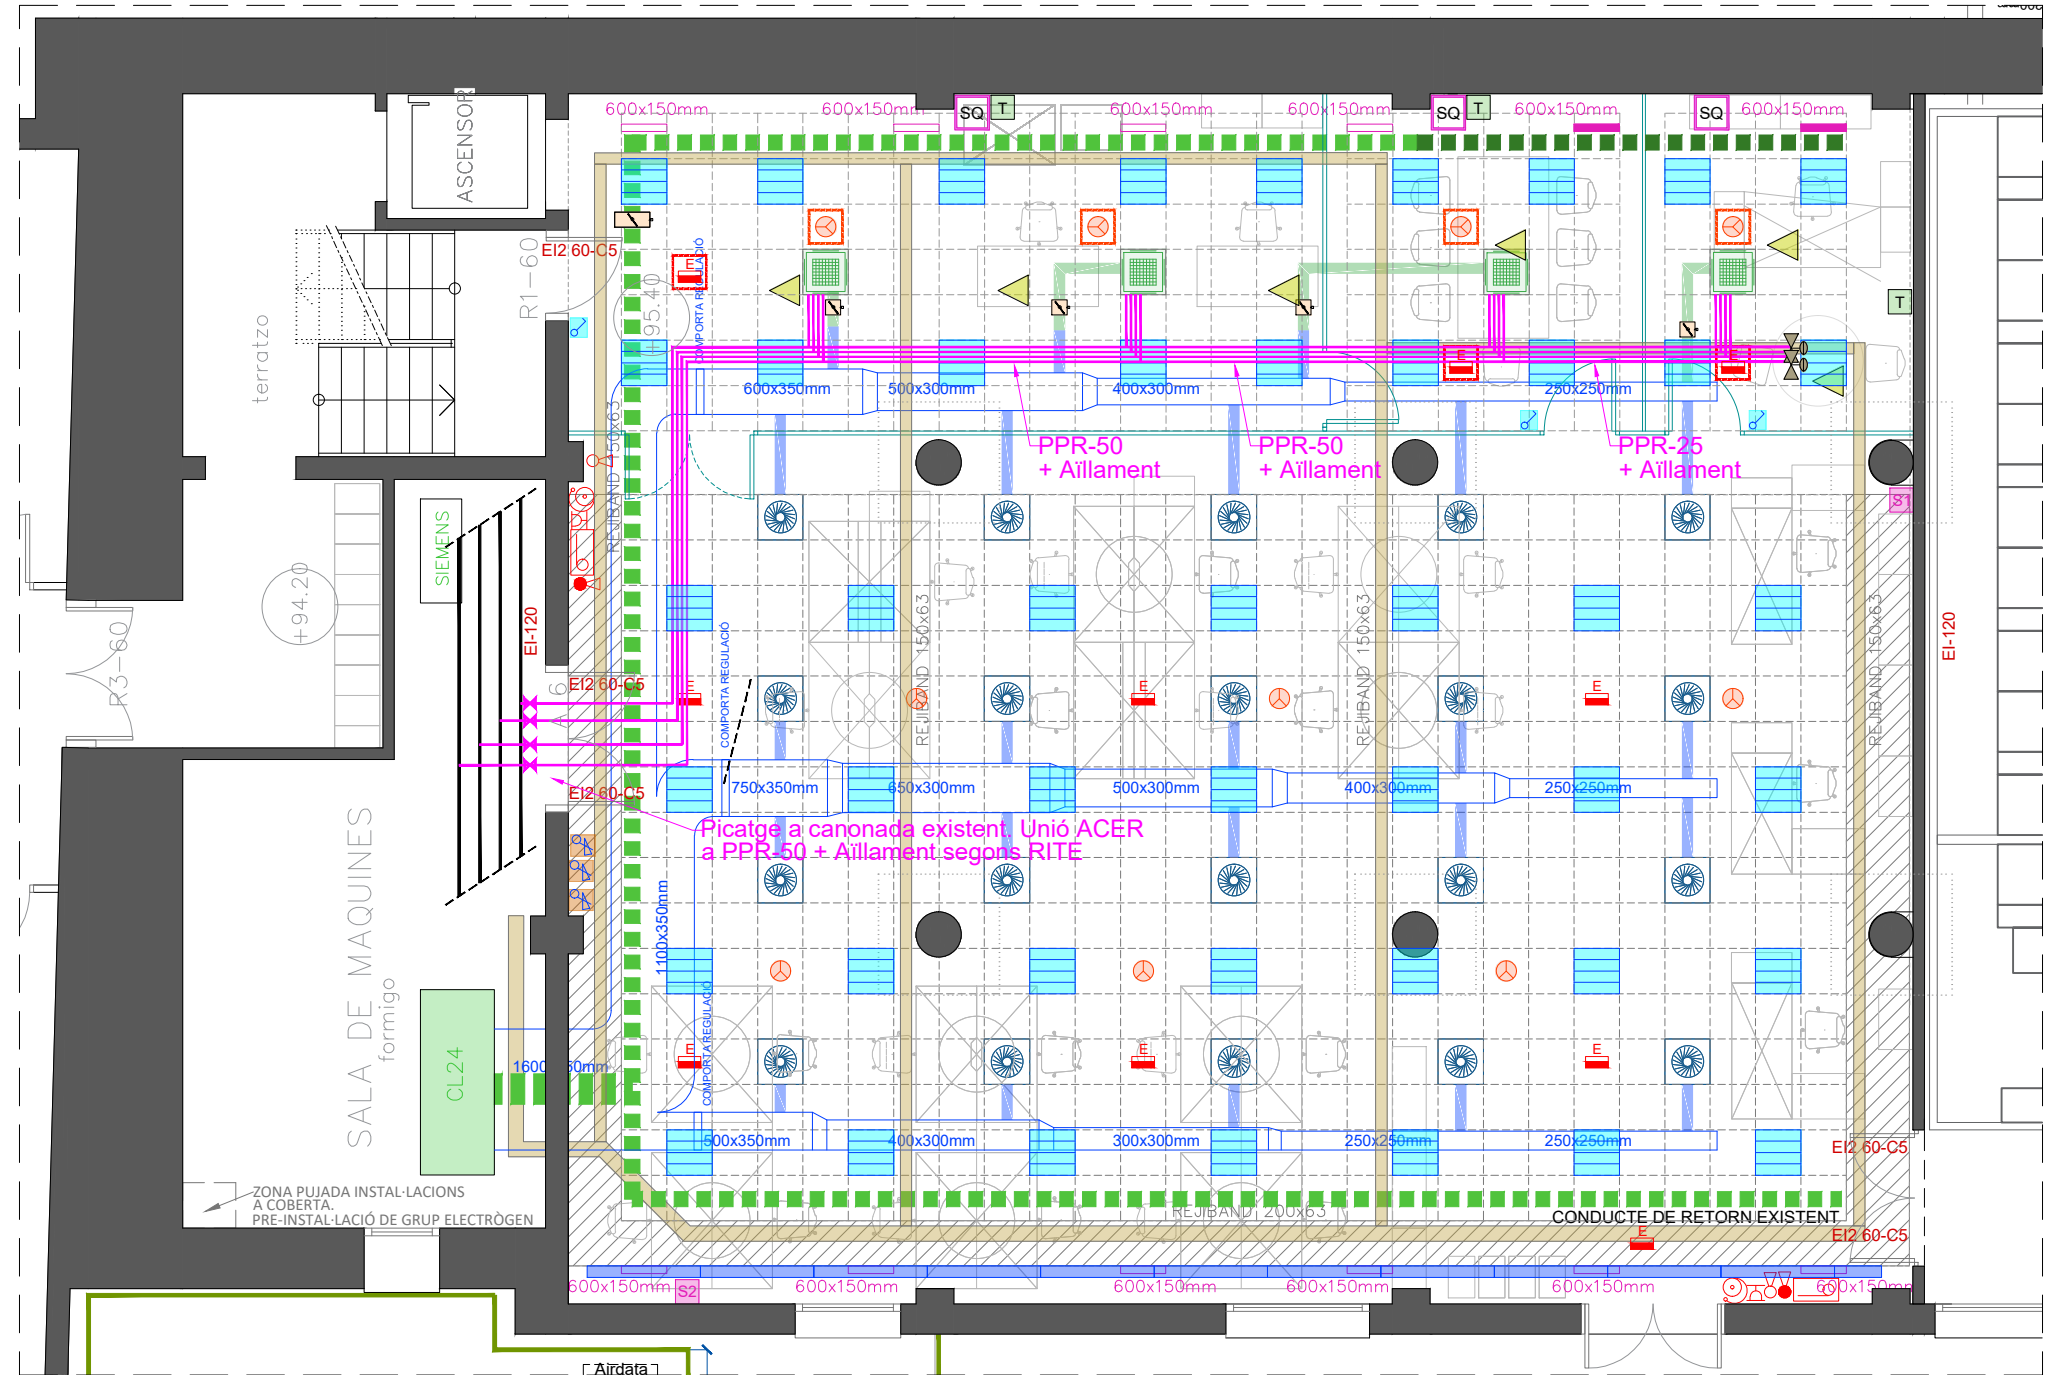 600x150mm
600x150mm
SQ
T
600x150mm
600x150mm
SQ
T
600x150mm
SQ
600x150mm
ASCENSOR
R1-60
EI2 60-C5
E
COMPORTA REGULACIÓ
+95.40
T
terratzo
E
E
600x350mm
500x300mm
400x300mm
250x250mm
PPR-50
+ Aïllament
PPR-50
+ Aïllament
PPR-25
+ Aïllament
REJIBAND 450x63
S1
SIEMENS
+94.20
EI-120
R3-60
EI2 60-C5
E
COMPORTA REGULACIÓ
REJIBAND 150x63
E
REJIBAND 150x63
E
REJIBAND 150x63
EI-120
EI2 60-C5
750x350mm
650x300mm
500x300mm
400x300mm
250x250mm
Picatge a canonada existent. Unió ACER
a PPR-50 + Aïllament segons RITE
SALA DE MAQUINES
formigo
1100x350mm
CL24
E
COMPORTA REGULACIÓ
E
E
500x350mm
400x300mm
300x300mm
250x250mm
250x250mm
EI2 60-C5
ZONA PUJADA INSTAL·LACIONS
A COBERTA.
PRE-INSTAL·LACIÓ DE GRUP ELECTRÒGEN
REJIBAND 200x63
CONDUCTE DE RETORN EXISTENT
E
EI2 60-C5
600x150mm
S2
600x150mm
600x150mm
600x150mm
600x150mm
600x150mm
Airdata